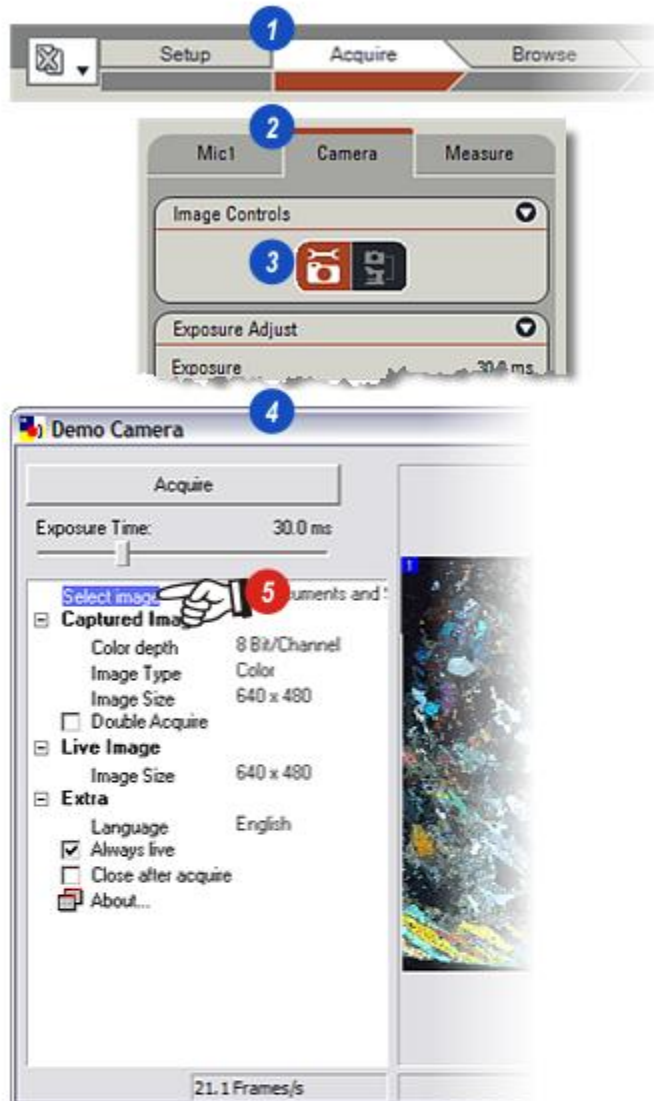 1
Setup Acquire Browse
2
Mic1 Camera Measure
Image Controls
3
Exposure Adjust
Exposure 30.0 ms
4
Demo Camera
Acquire
Exposure Time: 30.0 ms
1
Select image 5 and
Captured
Color depth 8 Bit/Channel
Image Type Color
Image Size 640 x 480
Double Acquire
Live Image
Image Size 640 x 480
Extra
Language English
Always live
Close after acquire
About...
21.1 Frames/s